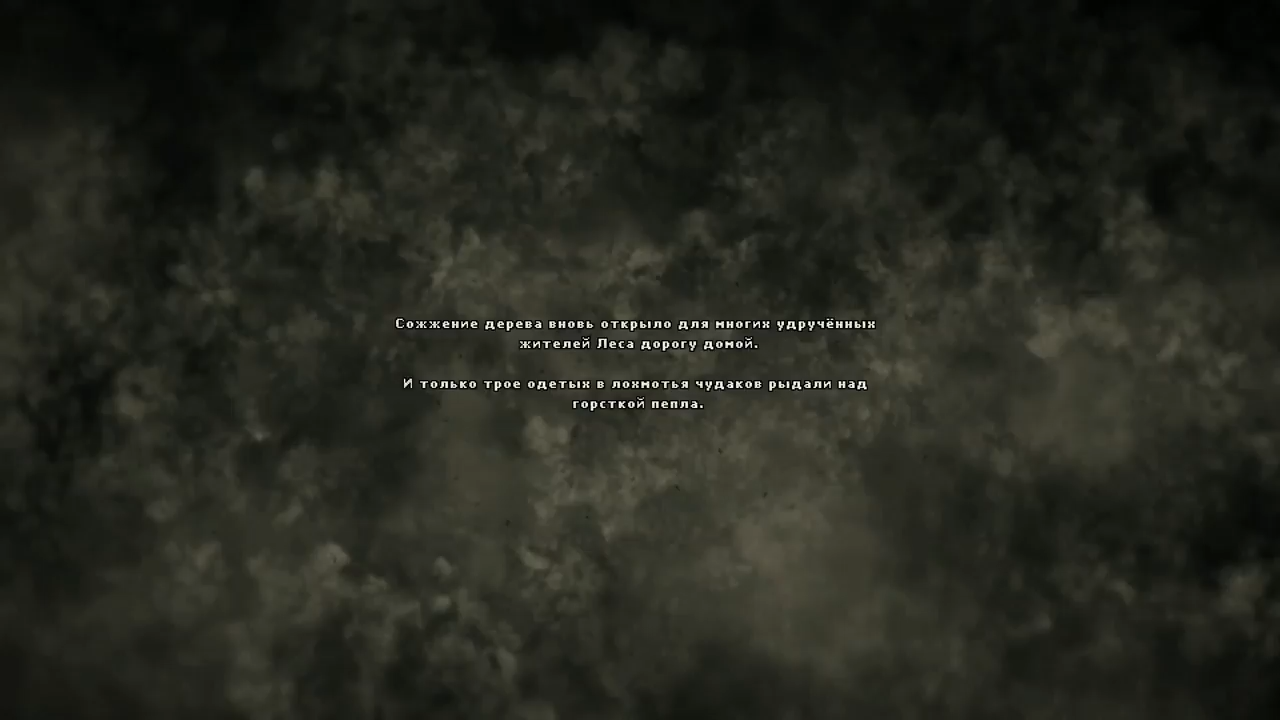 Сожжение дерева вновь открыло для многих удручённых
жителей Леса дорогу домой.
И только трое одетых в лохмотья чудаков рыдали над
горсткой пепла.